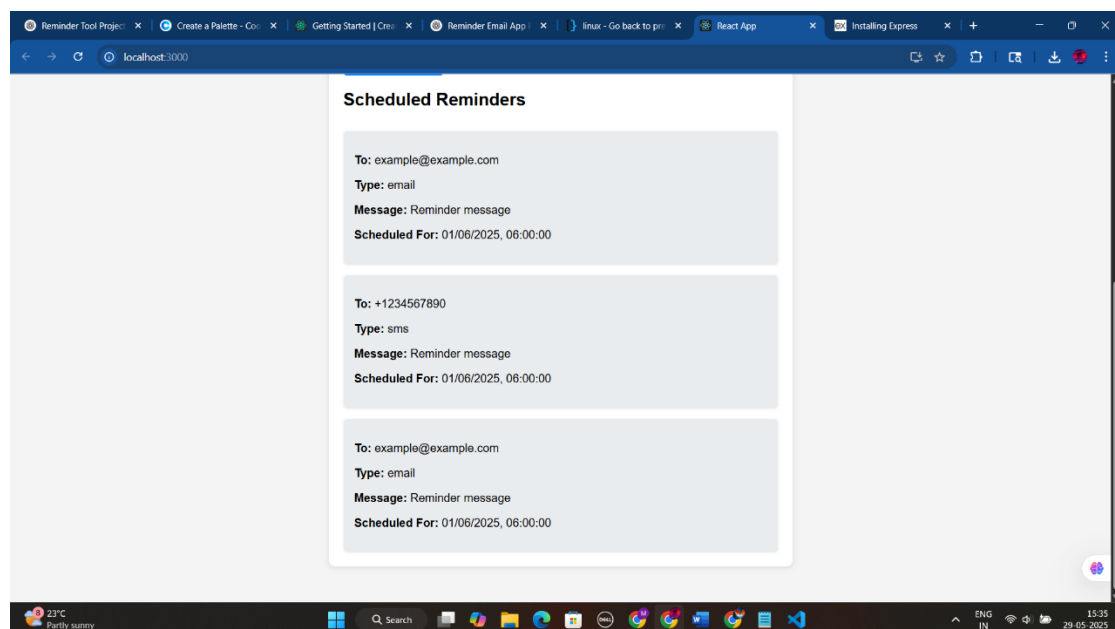 Reminder Tool Project
Create a Palette - Coo
Getting Started | Crea
Reminder Email App
linux - Go back to pre
React App
Installing Express
localhost:3000
Scheduled Reminders
To: example@example.com
Type: email
Message: Reminder message
Scheduled For: 01/06/2025, 06:00:00
To: +1234567890
Type: sms
Message: Reminder message
Scheduled For: 01/06/2025, 06:00:00
To: example@example.com
Type: email
Message: Reminder message
Scheduled For: 01/06/2025, 06:00:00
8
23°C
Partly sunny
Search
DELL
ENG
IN
15:35
29-05-2025